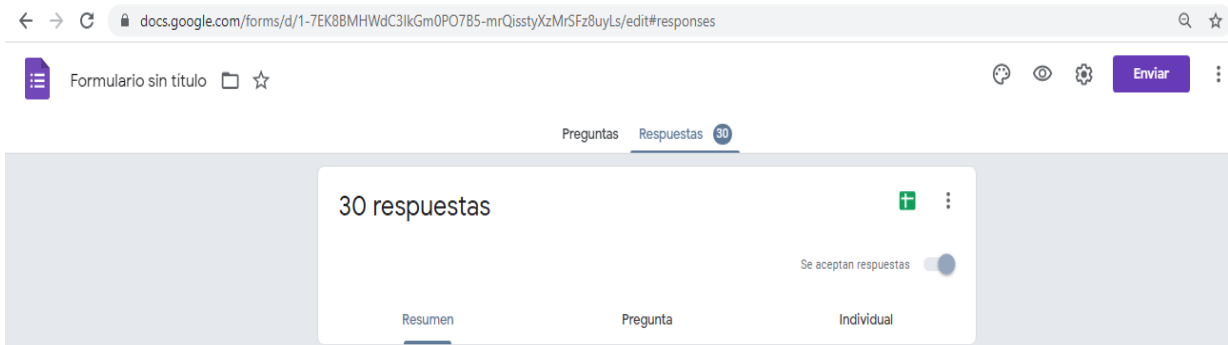 docs.google.com/forms/d/1-7EK8BMHWdC3IkGm0PO7B5-mrQisstyXzMrSFz8uyLs/edit#responses
Formulario sin título
Enviar
Preguntas Respuestas 30
30 respuestas
Se aceptan respuestas
Resumen Pregunta Individual